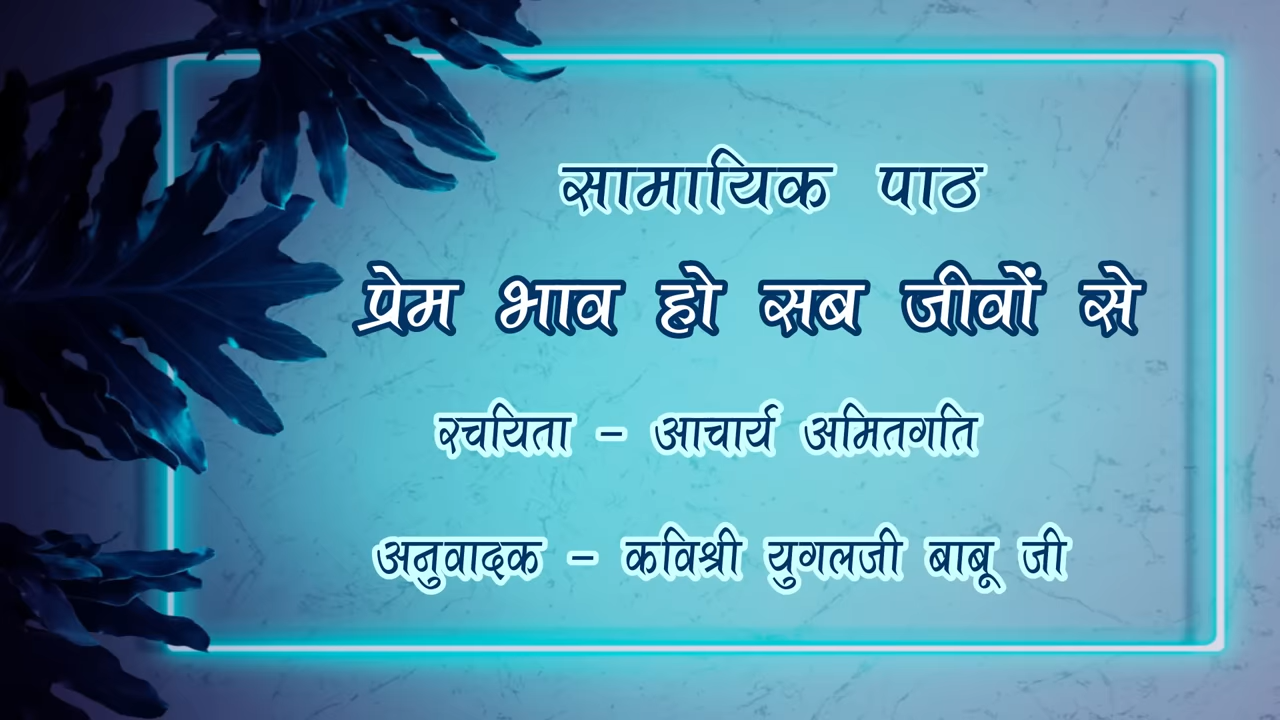 सामायिक पाठ
प्रेम भाव हो सब जीवों से
रचयिता - आचार्य अमितगति
अनुवादक - कविश्री युगलजी बाबू जी